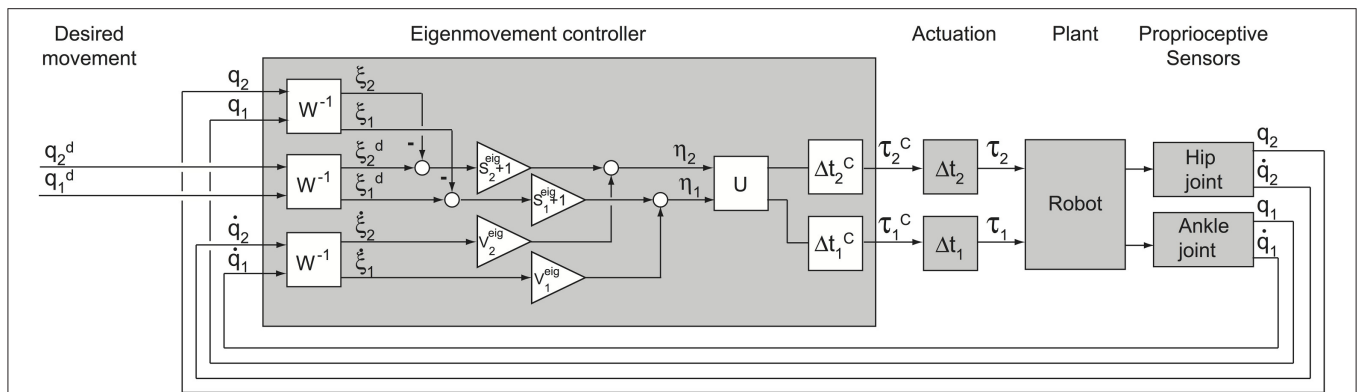 Desired movement
Eigenmovement controller
Actuation
Plant
Proprioceptive Sensors
q₂
q₁
q₂ᵈ
q₁ᵈ
q̇₂
q̇₁
W⁻¹
W⁻¹
W⁻¹
ξ₂
ξ₁
ξ₂ᵈ
ξ₁ᵈ
ξ̇₂
ξ̇₁
-
-
S₂ᵉⁱᵍ+1
S₁ᵉⁱᵍ+1
V₂ᵉⁱᵍ
V₁ᵉⁱᵍ
η₂
η₁
U
Δt₂ᶜ
Δt₁ᶜ
τ₂ᶜ
τ₁ᶜ
Δt₂
Δt₁
τ₂
τ₁
Robot
Hip
joint
Ankle
joint
q₂
q̇₂
q₁
q̇₁